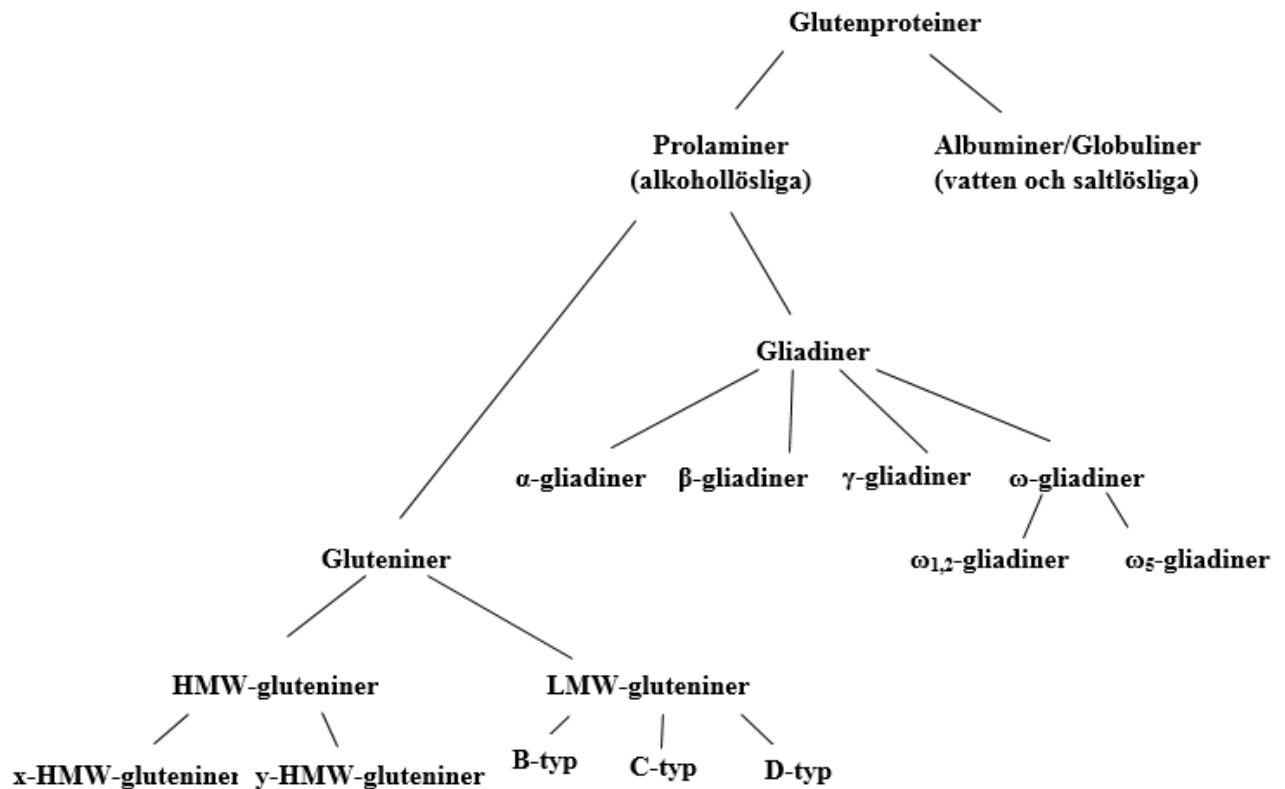 Glutenproteiner
Prolaminer
(alkohollösliga)
Albuminer/Globuliner
(vatten och saltlösliga)
Gliadiner
α-gliadiner
β-gliadiner
γ-gliadiner
ω-gliadiner
Gluteniner
ω1,2-gliadiner
ω5-gliadiner
HMW-gluteniner
LMW-gluteniner
x-HMW-gluteniner
y-HMW-gluteniner
B-typ
C-typ
D-typ